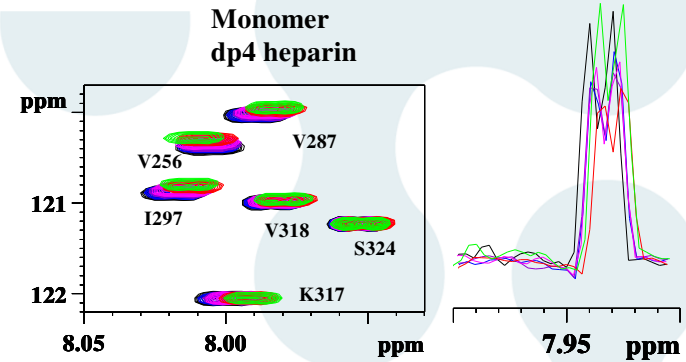 Monomer
dp4 heparin
ppm
V287
V256
121
I297
V318
S324
122
K317
8.05
8.00
ppm
7.95
ppm